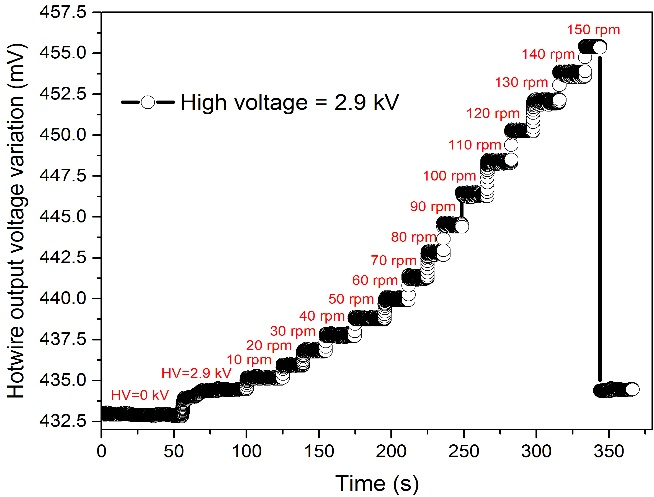 457.5
455.0
452.5
450.0
447.5
445.0
442.5
440.0
437.5
435.0
432.5
Hotwire output voltage variation (mV)
High voltage = 2.9 kV
150 rpm
140 rpm
130 rpm
120 rpm
110 rpm
100 rpm
90 rpm
80 rpm
70 rpm
60 rpm
50 rpm
40 rpm
30 rpm
20 rpm
10 rpm
HV=2.9 kV
HV=0 kV
0 50 100 150 200 250 300 350
Time (s)